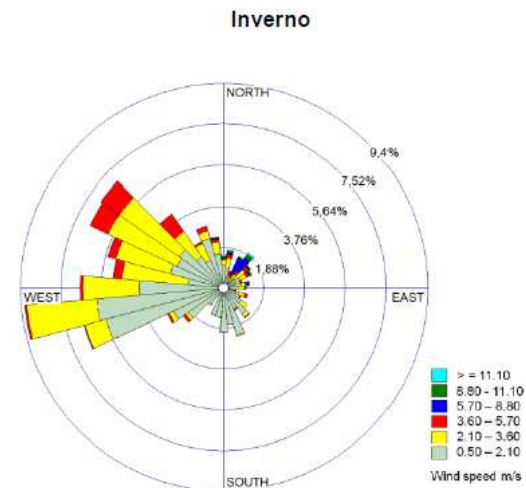 Inverno
NORTH
9,4%
7,52%
5,64%
3,76%
1,88%
WEST
EAST
SOUTH
> = 11.10
8.80 - 11.10
5.70 – 8.80
3.60 – 5.70
2.10 – 3.60
0.50 – 2.10
Wind speed m/s